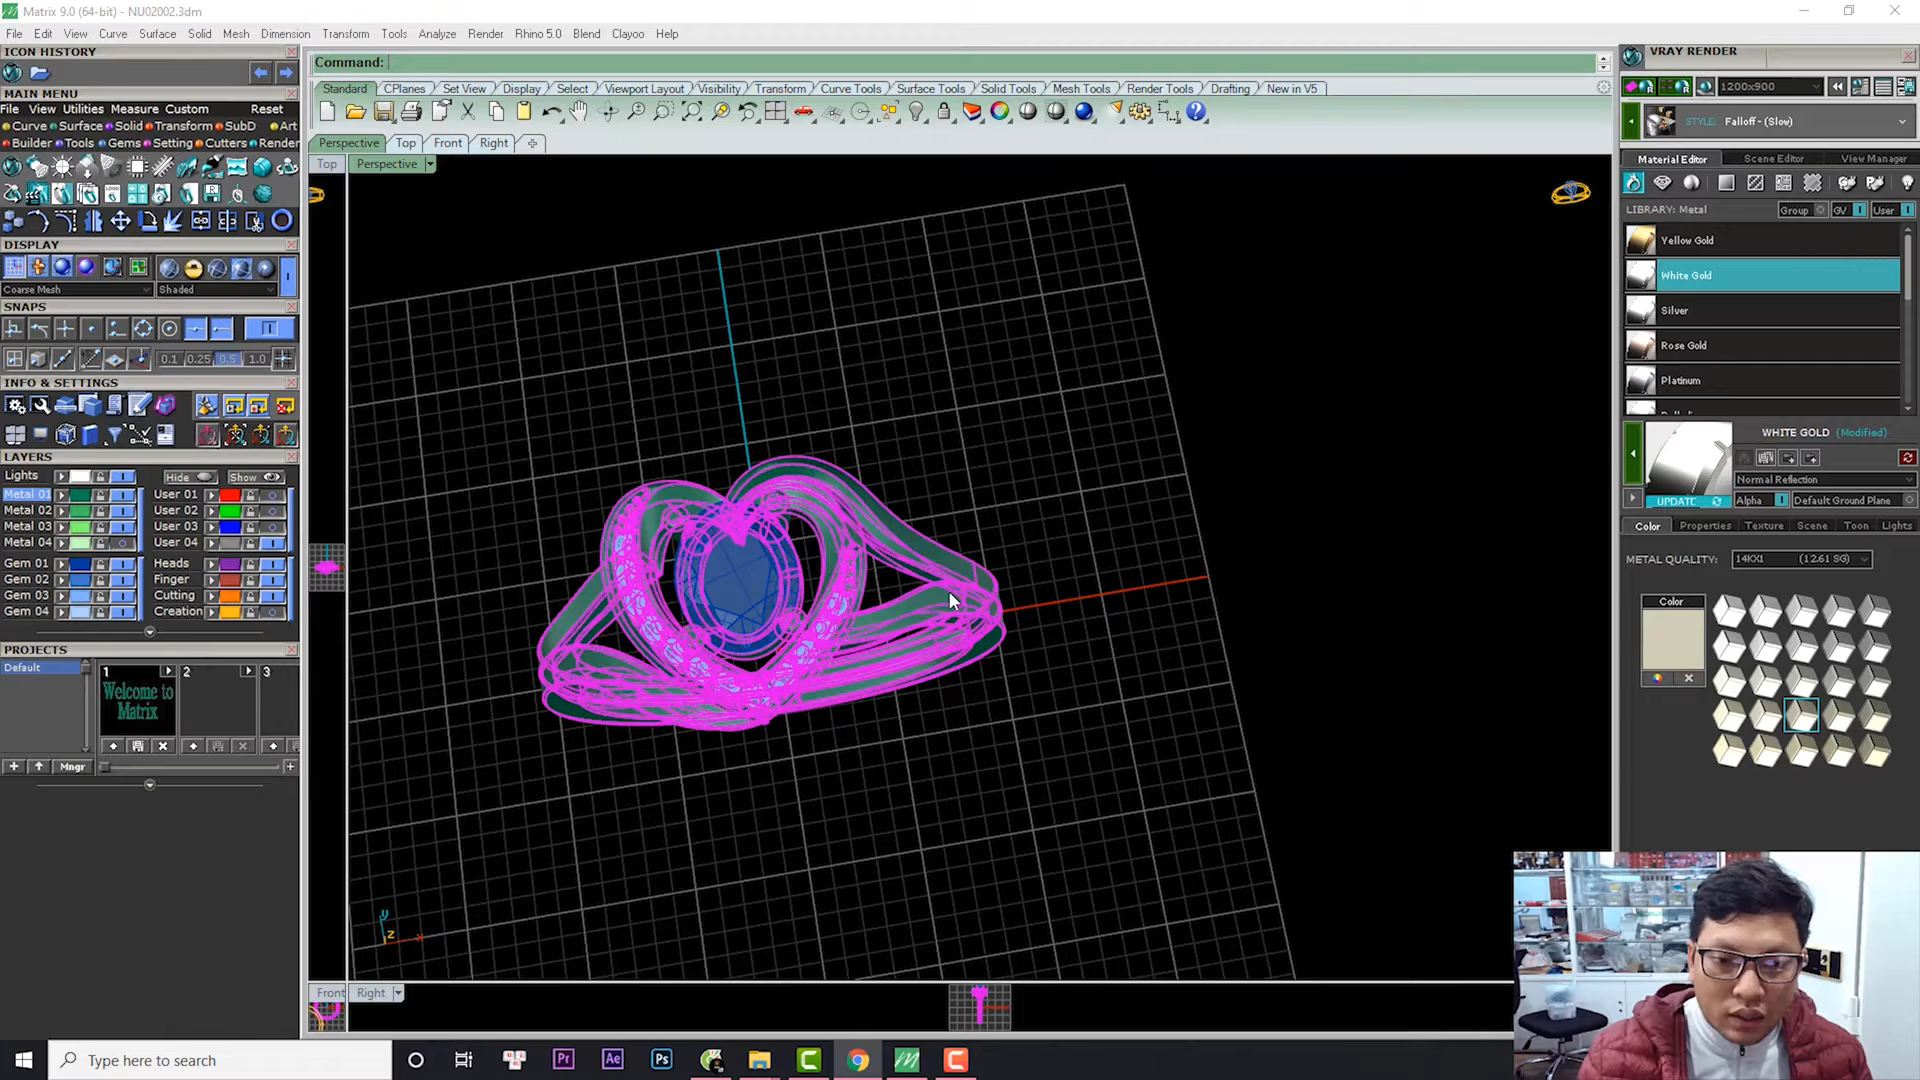 Matrix 9.0 (64-bit) - NU02002.3dm
File Edit View Curve Surface Solid Mesh Dimension Transform Tools Analyze Render Rhino 5.0 Blend Clayoo Help
ICON HISTORY
MAIN MENU
File View Utilities Measure Custom Reset
Curve Surface Solid Transform SubD Art
Builder Tools Gems Setting Cutters Render
DISPLAY
Coarse Mesh Shaded
SNAPS
0.1 0.25 0.5 1.0
INFO & SETTINGS
LAYERS
Lights Hide Show
Metal 01 User 01
Metal 02 User 02
Metal 03 User 03
Metal 04 User 04
Gem 01 Heads
Gem 02 Finger
Gem 03 Cutting
Gem 04 Creation
PROJECTS
Default 1 2 3
Welcome to
Matrix
Mngr
Command:
Standard CPlanes Set View Display Select Viewport Layout Visibility Transform Curve Tools Surface Tools Solid Tools Mesh Tools Render Tools Drafting New in V5
Perspective Top Front Right
Top Perspective
y
z x
Front Right
VRAY RENDER
1200x900
STYLE: Falloff - (Slow)
Material Editor Scene Editor View Manager
LIBRARY: Metal Group GV User
Yellow Gold
White Gold
Silver
Rose Gold
Platinum
WHITE GOLD (Modified)
Normal Reflection
UPDATE Alpha Default Ground Plane
Color Properties Texture Scene Toon Lights
METAL QUALITY: 14KX1 (12.61 SG)
Color
Type here to search
Pr Ae Ps